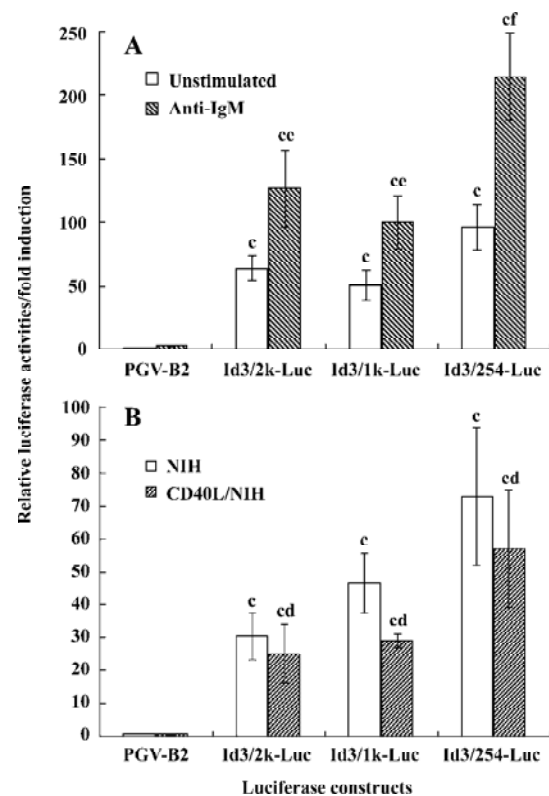 Relative luciferase activities/fold induction
A
Unstimulated
Anti-IgM
250
200
150
100
50
0
c
ce
c
ce
c
cf
PGV-B2 Id3/2k-Luc Id3/1k-Luc Id3/254-Luc
B
NIH
CD40L/NIH
100
90
80
70
60
50
40
30
20
10
0
c
cd
c
cd
c
cd
PGV-B2 Id3/2k-Luc Id3/1k-Luc Id3/254-Luc
Luciferase constructs